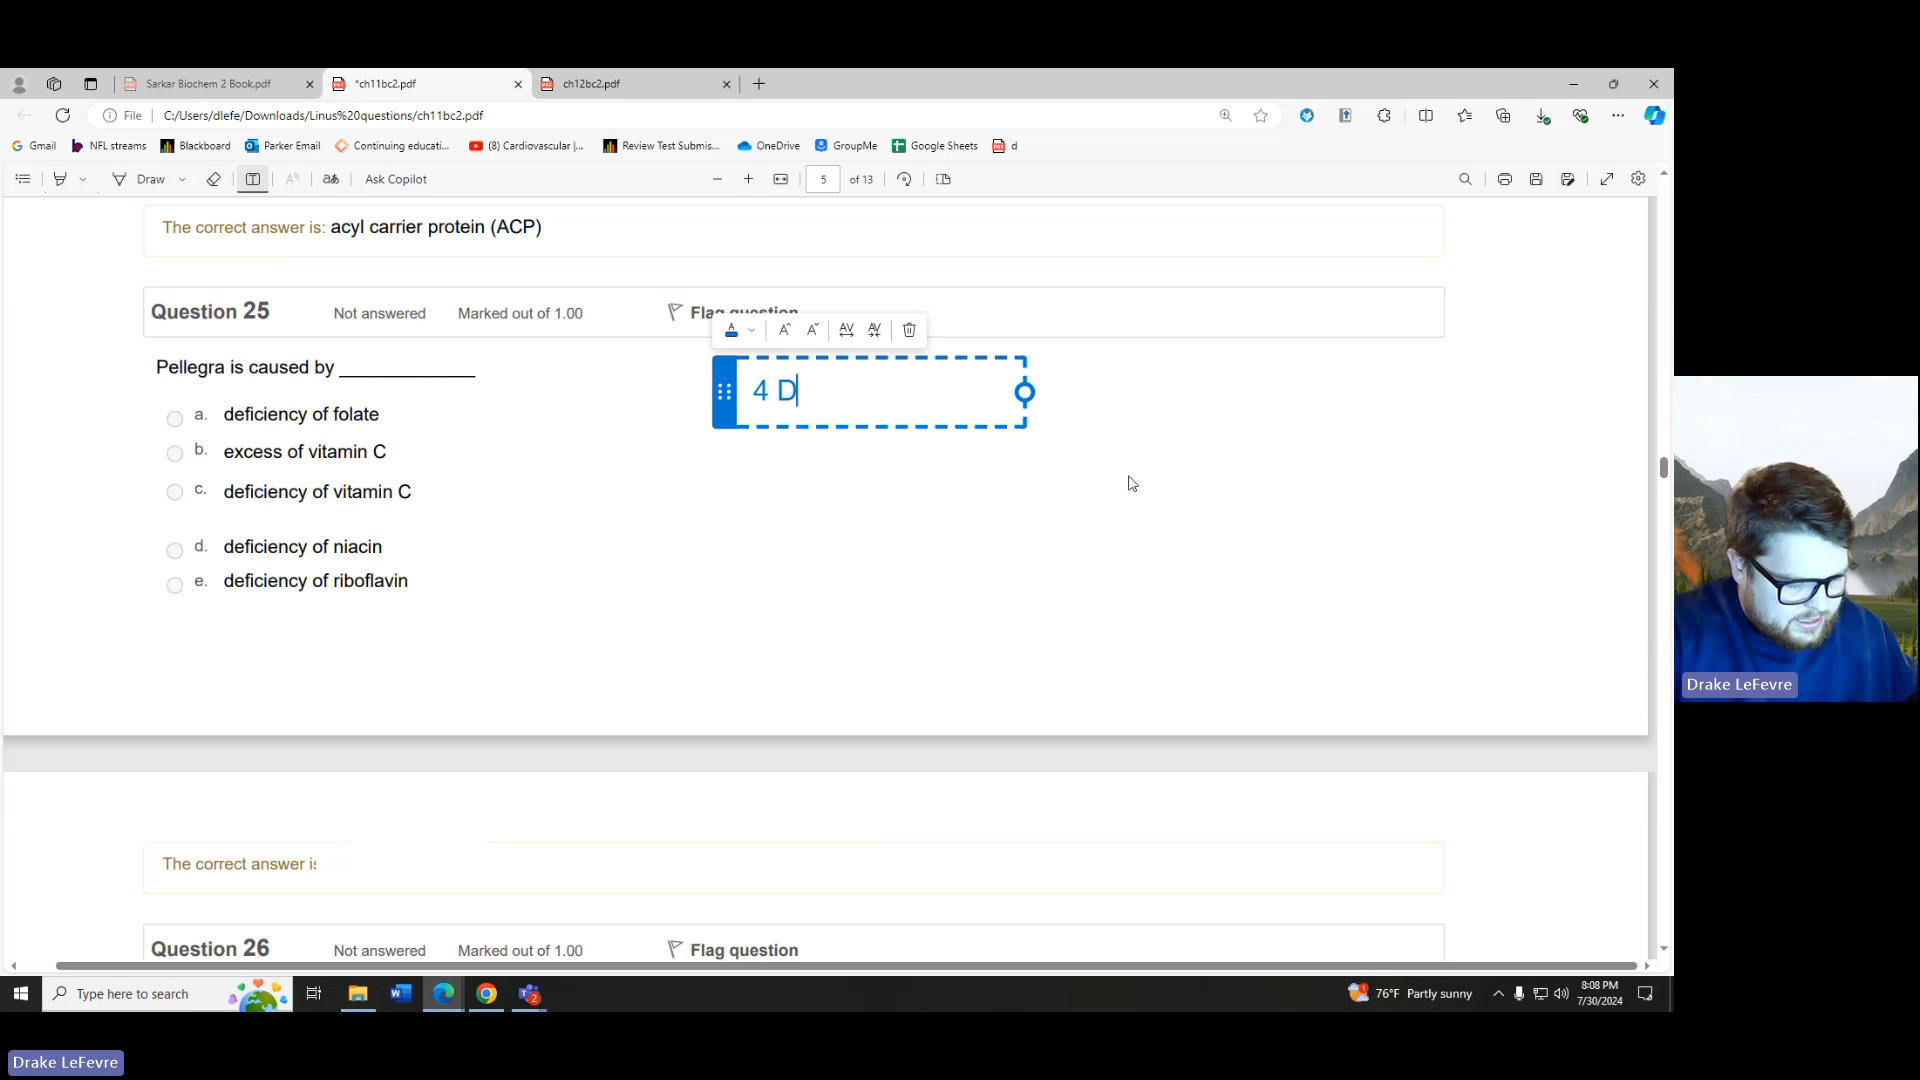 Sarkar Biochem 2 Book.pdf
*ch11bc2.pdf
ch12bc2.pdf
File
C:/Users/dlefe/Downloads/Linus%20questions/ch11bc2.pdf
Gmail
NFL streams
Blackboard
Parker Email
Continuing educati...
(8) Cardiovascular |...
Review Test Submis...
OneDrive
GroupMe
Google Sheets
d
Draw
Ask Copilot
5
of 13
The correct answer is: acyl carrier protein (ACP)
Question 25 Not answered Marked out of 1.00 Flag question
Pellegra is caused by _____________
4 D
a. deficiency of folate
b. excess of vitamin C
c. deficiency of vitamin C
d. deficiency of niacin
e. deficiency of riboflavin
The correct answer is
Question 26 Not answered Marked out of 1.00 Flag question
Drake LeFevre
Type here to search
2
1
76°F Partly sunny
8:08 PM
7/30/2024
Drake LeFevre